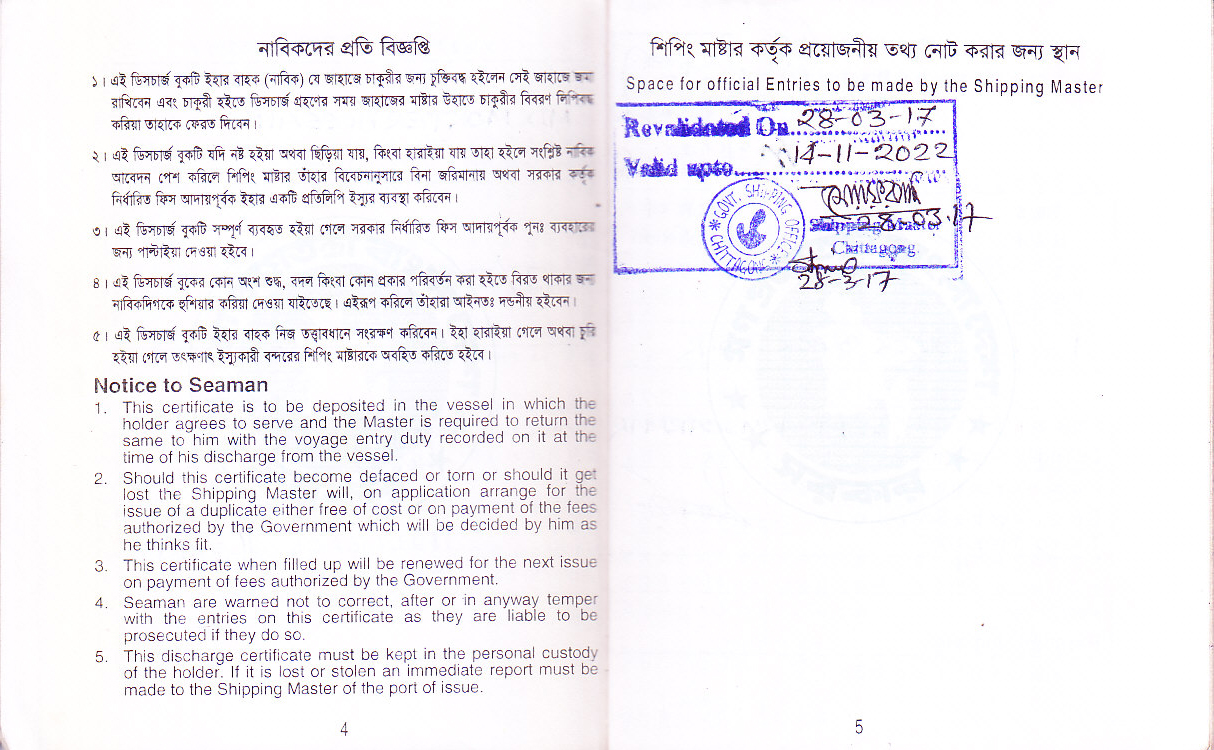 নাবিকদের প্রতি বিজ্ঞপ্তি
১। এই ডিসচার্জ বুকটি ইহার বাহক (নাবিক) যে জাহাজে চাকুরীর জন্য চুক্তিবদ্ধ হইলেন সেই জাহাজে জমা
রাখিবেন এবং চাকুরী হইতে ডিসচার্জ গ্রহণের সময় জাহাজের মাষ্টার উহাতে চাকুরীর বিবরণ লিপিবদ্ধ
করিয়া তাহাকে ফেরত দিবেন।
২। এই ডিসচার্জ বুকটি যদি নষ্ট হইয়া অথবা ছিড়িয়া যায়, কিংবা হারাইয়া যায় তাহা হইলে সংশ্লিষ্ট নাবিক
আবেদন পেশ করিলে শিপিং মাষ্টার তাঁহার বিবেচনানুসারে বিনা জরিমানায় অথবা সরকার কর্তৃক
নির্ধারিত ফিস আদায়পূর্বক ইহার একটি প্রতিলিপি ইস্যুর ব্যবস্থা করিবেন।
৩। এই ডিসচার্জ বুকটি সম্পূর্ণ ব্যবহৃত হইয়া গেলে সরকার নির্ধারিত ফিস আদায়পূর্বক পুনঃ ব্যবহারের
জন্য পাল্টাইয়া দেওয়া হইবে।
৪। এই ডিসচার্জ বুকের কোন অংশ শুদ্ধ, বদল কিংবা কোন প্রকার পরিবর্তন করা হইতে বিরত থাকার জন্য
নাবিকদিগকে হুশিয়ার করিয়া দেওয়া যাইতেছে। এইরূপ করিলে তাঁহারা আইনতঃ দন্ডনীয় হইবেন।
৫। এই ডিসচার্জ বুকটি ইহার বাহক নিজ তত্ত্বাবধানে সংরক্ষণ করিবেন। ইহা হারাইয়া গেলে অথবা চুরি
হইয়া গেলে তৎক্ষণাৎ ইস্যুকারী বন্দরের শিপিং মাষ্টারকে অবহিত করিতে হইবে।
Notice to Seaman
1. This certificate is to be deposited in the vessel in which the
holder agrees to serve and the Master is required to return the
same to him with the voyage entry duty recorded on it at the
time of his discharge from the vessel.
2. Should this certificate become defaced or torn or should it get
lost the Shipping Master will, on application arrange for the
issue of a duplicate either free of cost or on payment of the fees
authorized by the Government which will be decided by him as
he thinks fit.
3. This certificate when filled up will be renewed for the next issue
on payment of fees authorized by the Government.
4. Seaman are warned not to correct, after or in anyway temper
with the entries on this certificate as they are liable to be
prosecuted if they do so.
5. This discharge certificate must be kept in the personal custody
of the holder. If it is lost or stolen an immediate report must be
made to the Shipping Master of the port of issue.
4
শিপিং মাষ্টার কর্তৃক প্রয়োজনীয় তথ্য নোট করার জন্য স্থান
Space for official Entries to be made by the Shipping Master
Revalidated On 28-03-17
Valid upto 14-11-2022
GOVT. SHIPPING OFFICE
CHITTAGONG
28.03.17
Shipping Master
Chittagong.
28-3-17
5